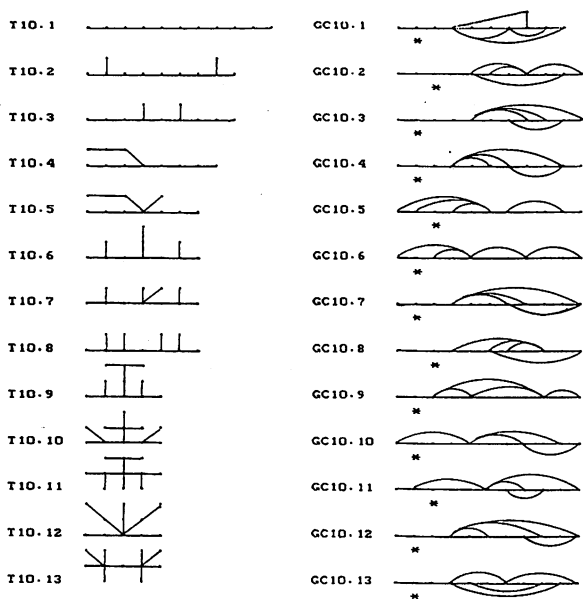 T10.1 GC10.1
*
T10.2 GC10.2
*
T10.3 GC10.3
*
T10.4 GC10.4
*
T10.5 GC10.5
*
T10.6 GC10.6
*
T10.7 GC10.7
*
T10.8 GC10.8
*
T10.9 GC10.9
*
T10.10 GC10.10
*
T10.11 GC10.11
*
T10.12 GC10.12
*
T10.13 GC10.13
*